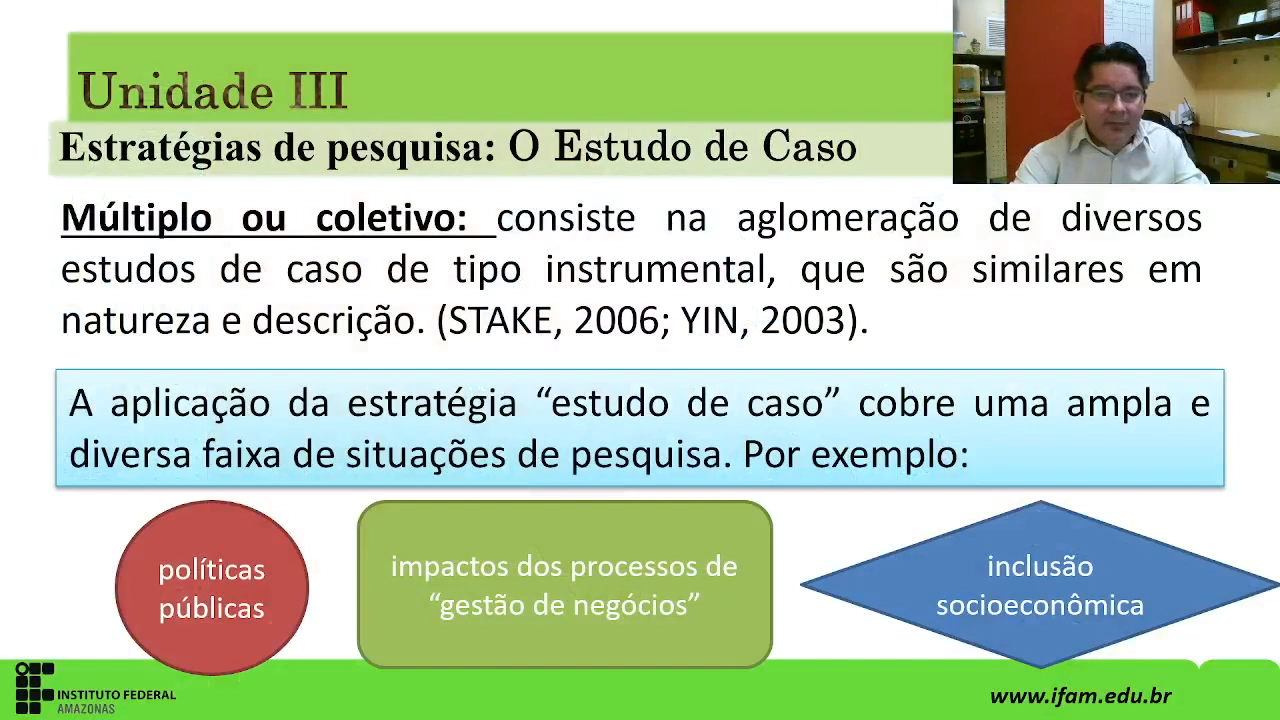 Unidade III
Estratégias de pesquisa: O Estudo de Caso
Múltiplo ou coletivo: consiste na aglomeração de diversos
estudos de caso de tipo instrumental, que são similares em
natureza e descrição. (STAKE, 2006; YIN, 2003).
A aplicação da estratégia “estudo de caso” cobre uma ampla e
diversa faixa de situações de pesquisa. Por exemplo:
políticas
públicas
impactos dos processos de
“gestão de negócios”
inclusão
socioeconômica
INSTITUTO FEDERAL
AMAZONAS
www.ifam.edu.br